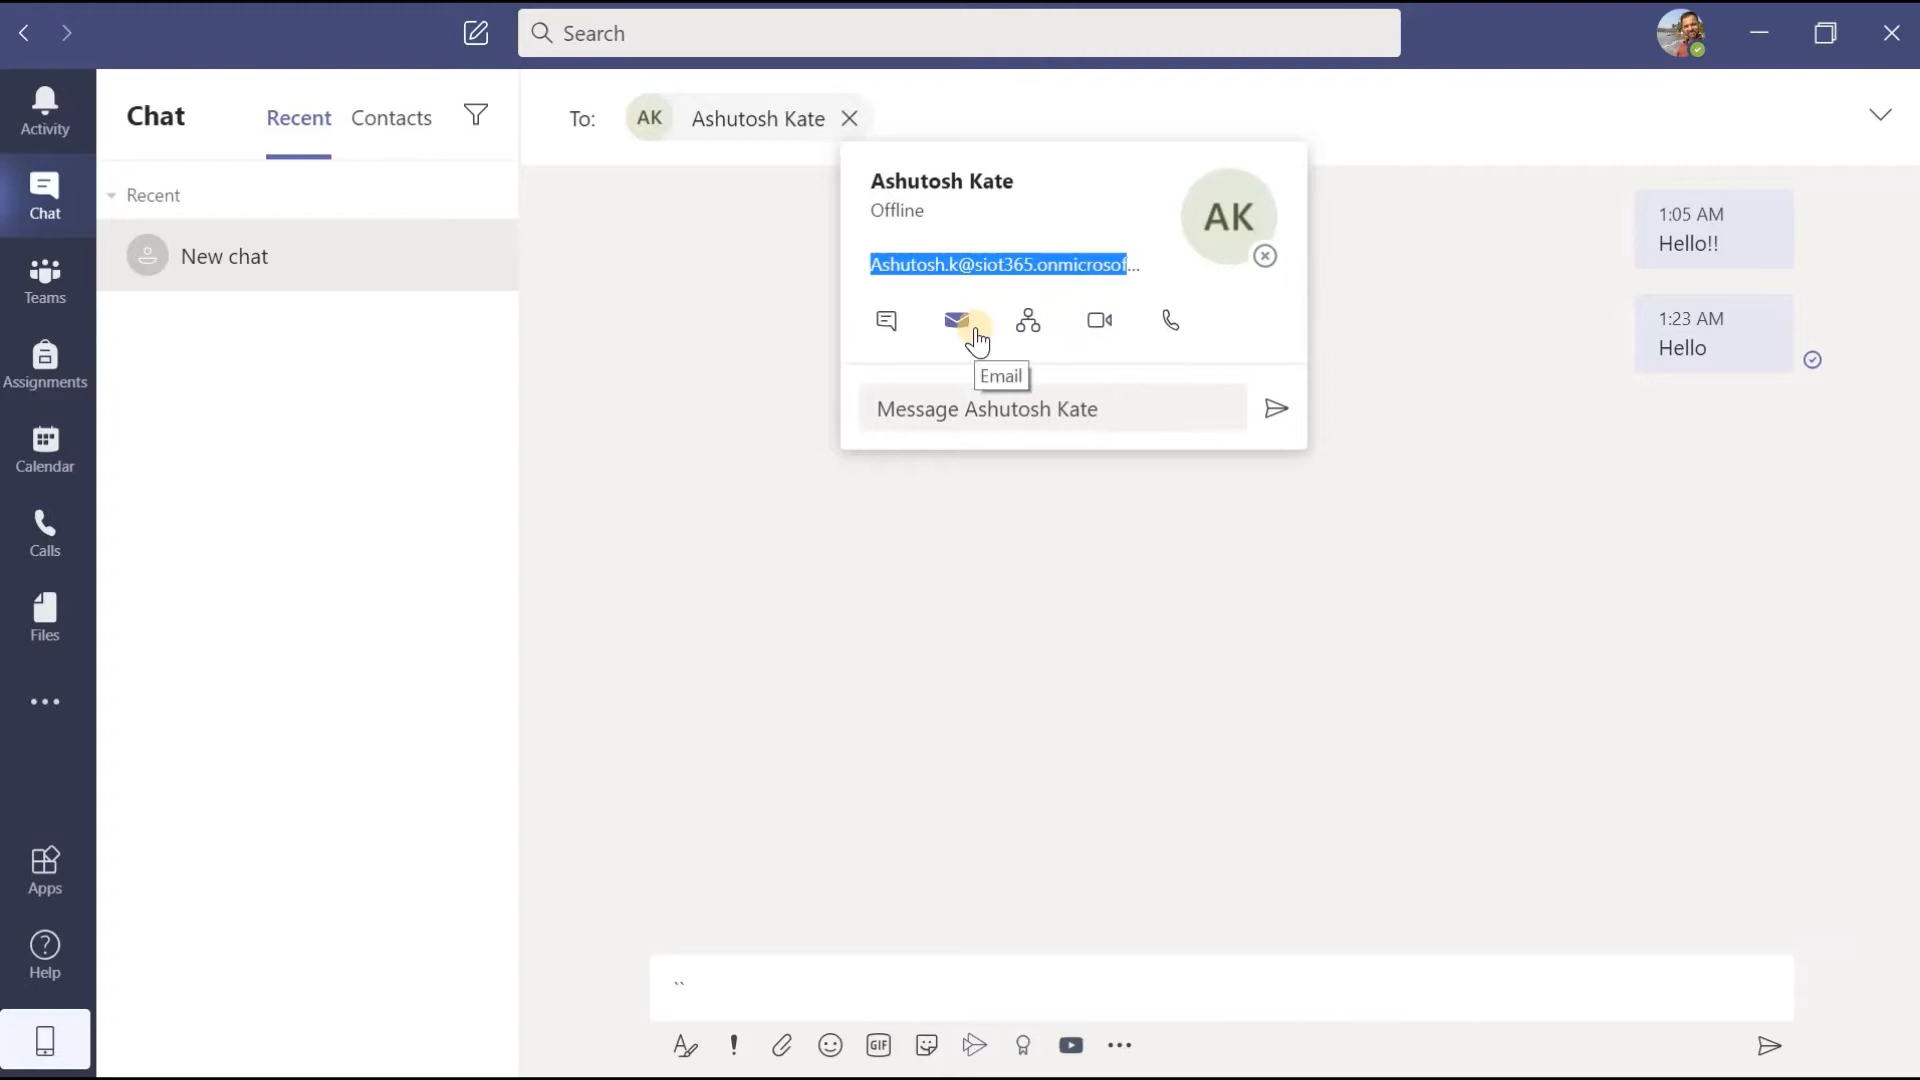 Search
Activity
Chat
Teams
Assignments
Calendar
Calls
Files
Apps
Help
Chat
Recent
Contacts
Recent
New chat
To:
AK
Ashutosh Kate
Ashutosh Kate
Offline
AK
Ashutosh.k@siot365.onmicrosof...
Email
Message Ashutosh Kate
1:05 AM
Hello!!
1:23 AM
Hello
``
GIF